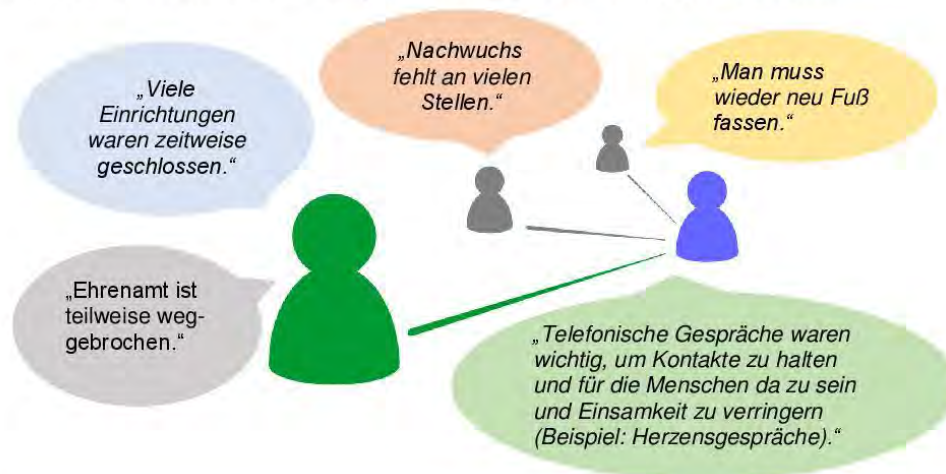 „Viele
Einrichtungen
waren zeitweise
geschlossen.“
„Nachwuchs
fehlt an vielen
Stellen.“
„Man muss
wieder neu Fuß
fassen.“
„Ehrenamt ist
teilweise weg-
gebrochen.“
„Telefonische Gespräche waren
wichtig, um Kontakte zu halten
und für die Menschen da zu sein
und Einsamkeit zu verringern
(Beispiel: Herzensgespräche).“